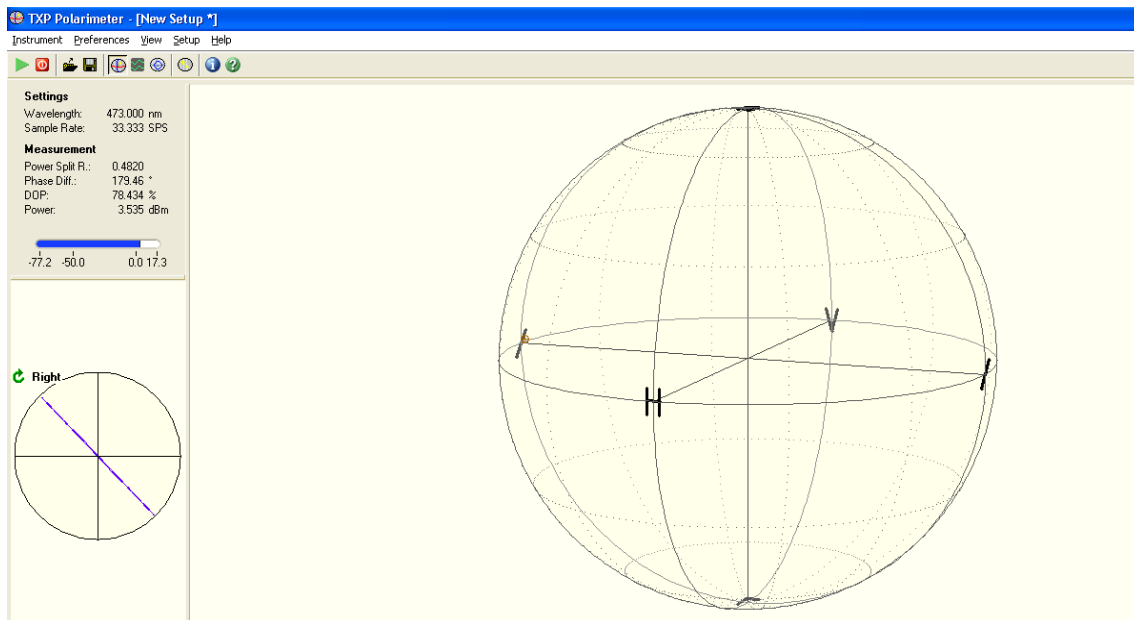 TXP Polarimeter - [New Setup *]
Instrument Preferences View Setup Help
Settings
Wavelength: 473.000 nm
Sample Rate: 33.333 SPS
Measurement
Power Split R.: 0.4820
Phase Diff.: 179.46 °
DOP: 78.434 %
Power: 3.535 dBm
-77.2 -50.0 0.0 17.3
Right
V
H